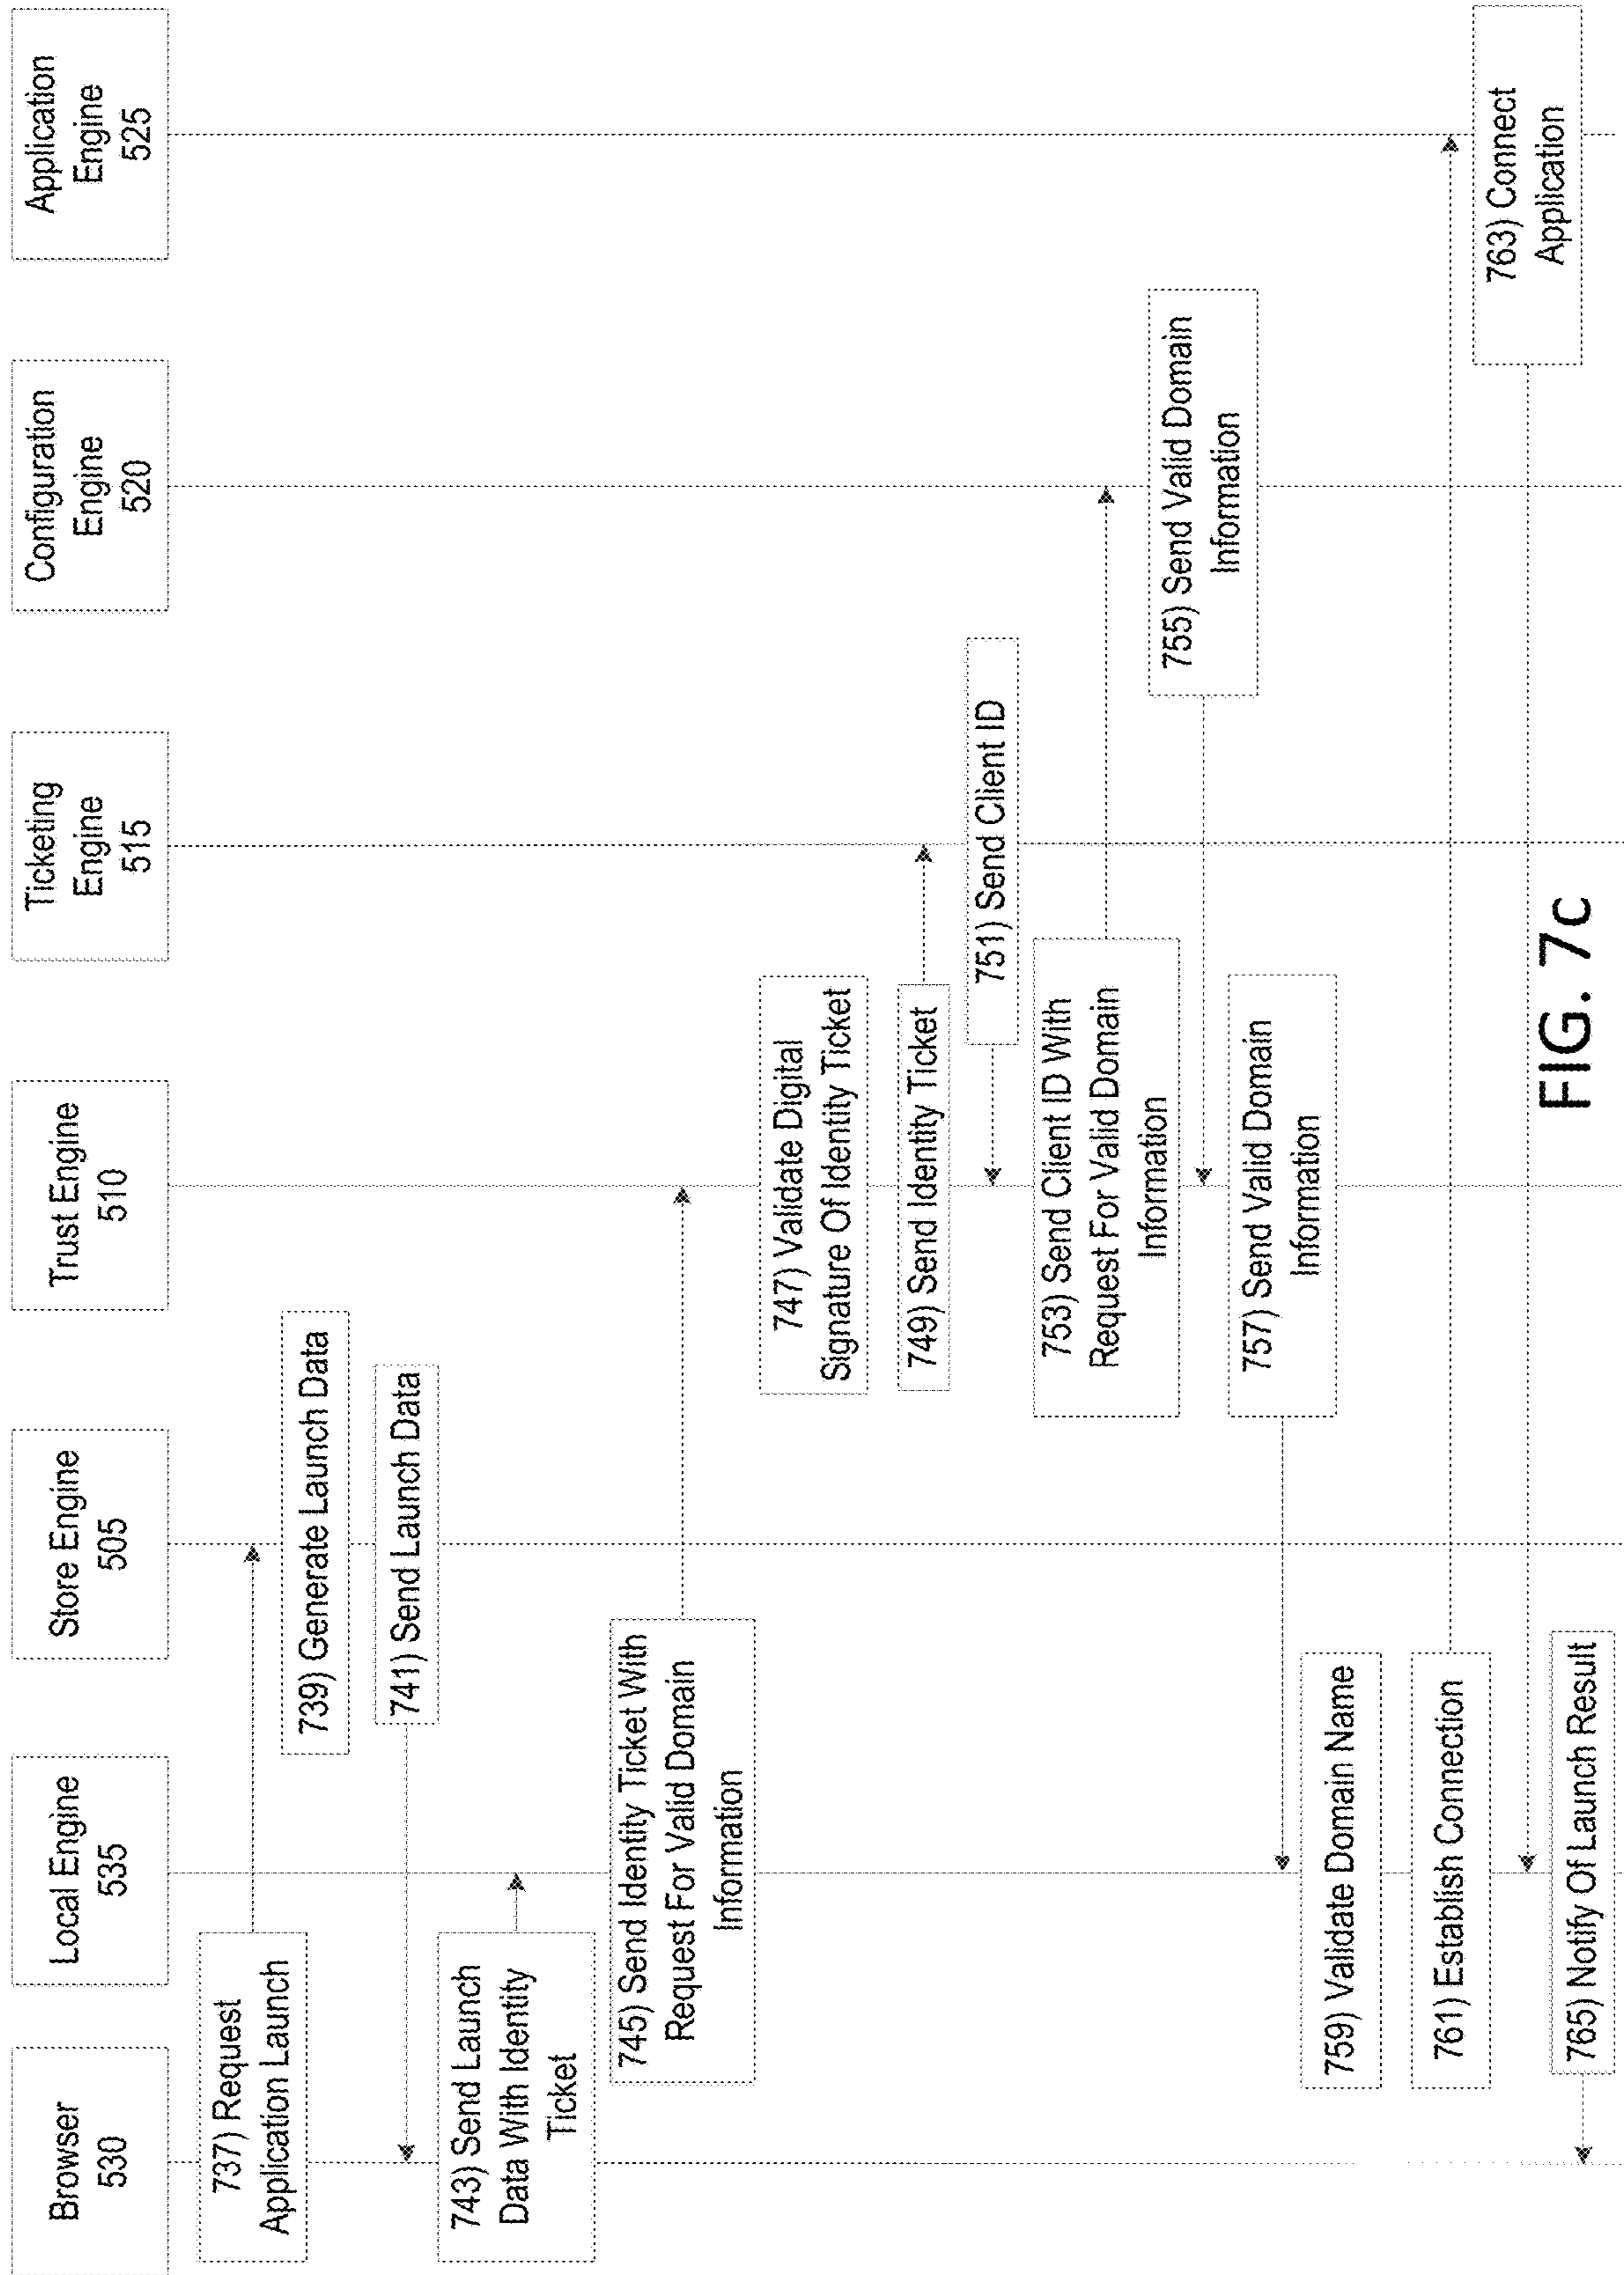 Browser
530
Local Engine
535
Store Engine
505
Trust Engine
510
Ticketing
Engine
515
Configuration
Engine
520
Application
Engine
525
737) Request
Application Launch
739) Generate Launch Data
741) Send Launch Data
743) Send Launch
Data With Identity
Ticket
745) Send Identity Ticket With
Request For Valid Domain
Information
747) Validate Digital
Signature Of Identity Ticket
749) Send Identity Ticket
751) Send Client ID
753) Send Client ID With
Request For Valid Domain
Information
755) Send Valid Domain
Information
757) Send Valid Domain
Information
759) Validate Domain Name
761) Establish Connection
763) Connect
Application
765) Notify Of Launch Result
FIG. 7c